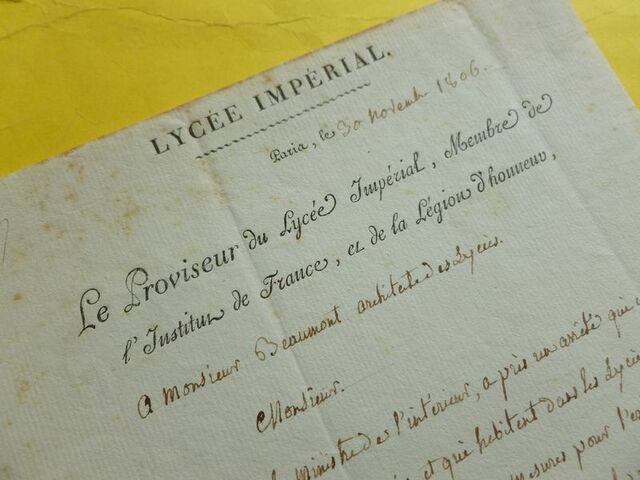 LYCÉE IMPÉRIAL.
Paris, le 30 novembre 1806.
Le Proviseur du Lycée Impérial, Membre de
l'Institut de France, et de la Légion d'honneur,
A Monsieur Beaumont architecte des Lycées.
Monsieur.
Ministre de l'intérieur, a pris un arrêté qui
et qui habitent dans les Lycées
mesures pour